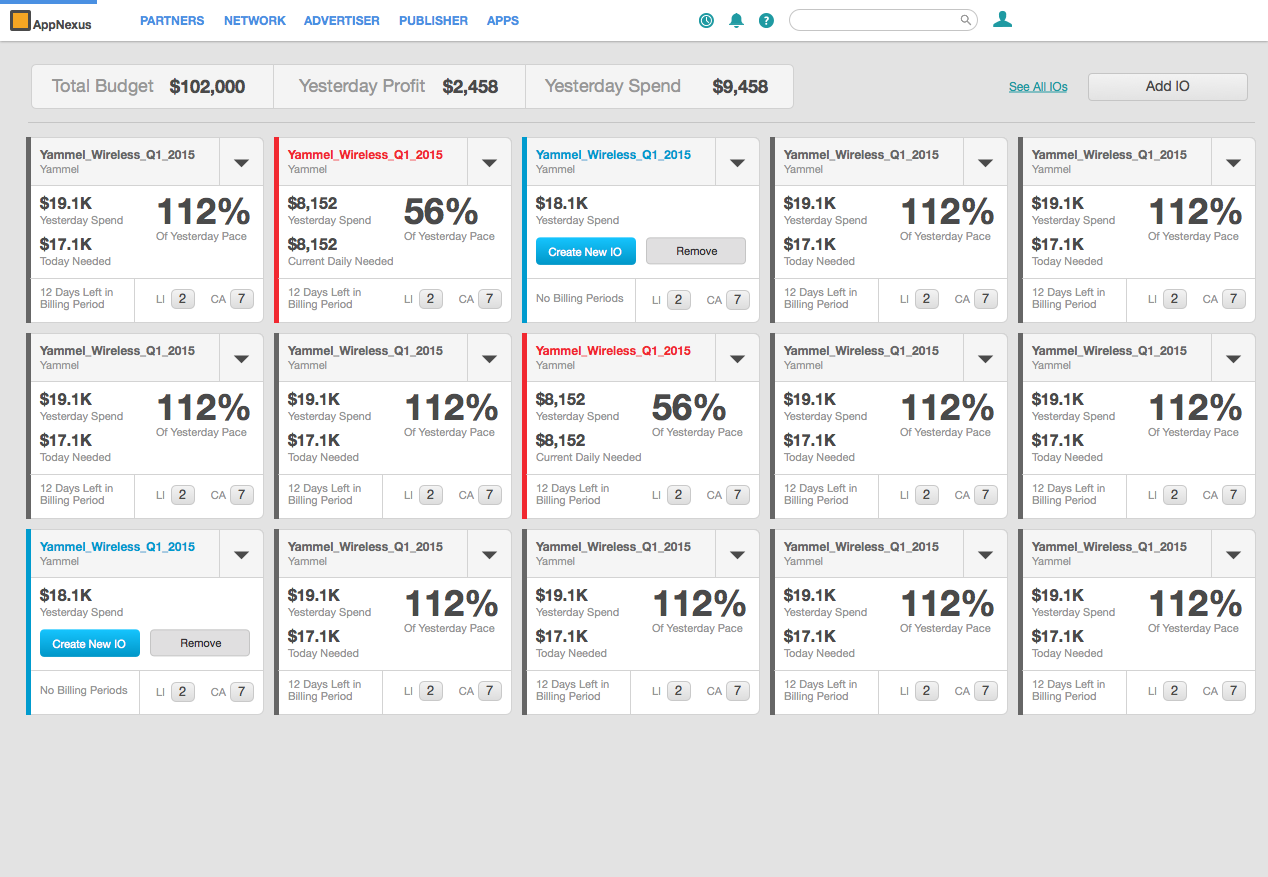 AppNexus
PARTNERS NETWORK ADVERTISER PUBLISHER APPS
?
Total Budget $102,000 Yesterday Profit $2,458 Yesterday Spend $9,458
See All IOs
Add IO
Yammel_Wireless_Q1_2015
Yammel
$19.1K
Yesterday Spend
$17.1K
Today Needed
112%
Of Yesterday Pace
12 Days Left in
Billing Period
LI 2 CA 7
Yammel_Wireless_Q1_2015
Yammel
$8,152
Yesterday Spend
$8,152
Current Daily Needed
56%
Of Yesterday Pace
12 Days Left in
Billing Period
LI 2 CA 7
Yammel_Wireless_Q1_2015
Yammel
$18.1K
Yesterday Spend
Create New IO Remove
No Billing Periods
LI 2 CA 7
Yammel_Wireless_Q1_2015
Yammel
$19.1K
Yesterday Spend
$17.1K
Today Needed
112%
Of Yesterday Pace
12 Days Left in
Billing Period
LI 2 CA 7
Yammel_Wireless_Q1_2015
Yammel
$19.1K
Yesterday Spend
$17.1K
Today Needed
112%
Of Yesterday Pace
12 Days Left in
Billing Period
LI 2 CA 7
Yammel_Wireless_Q1_2015
Yammel
$19.1K
Yesterday Spend
$17.1K
Today Needed
112%
Of Yesterday Pace
12 Days Left in
Billing Period
LI 2 CA 7
Yammel_Wireless_Q1_2015
Yammel
$19.1K
Yesterday Spend
$17.1K
Today Needed
112%
Of Yesterday Pace
12 Days Left in
Billing Period
LI 2 CA 7
Yammel_Wireless_Q1_2015
Yammel
$8,152
Yesterday Spend
$8,152
Current Daily Needed
56%
Of Yesterday Pace
12 Days Left in
Billing Period
LI 2 CA 7
Yammel_Wireless_Q1_2015
Yammel
$19.1K
Yesterday Spend
$17.1K
Today Needed
112%
Of Yesterday Pace
12 Days Left in
Billing Period
LI 2 CA 7
Yammel_Wireless_Q1_2015
Yammel
$19.1K
Yesterday Spend
$17.1K
Today Needed
112%
Of Yesterday Pace
12 Days Left in
Billing Period
LI 2 CA 7
Yammel_Wireless_Q1_2015
Yammel
$18.1K
Yesterday Spend
Create New IO Remove
No Billing Periods
LI 2 CA 7
Yammel_Wireless_Q1_2015
Yammel
$19.1K
Yesterday Spend
$17.1K
Today Needed
112%
Of Yesterday Pace
12 Days Left in
Billing Period
LI 2 CA 7
Yammel_Wireless_Q1_2015
Yammel
$19.1K
Yesterday Spend
$17.1K
Today Needed
112%
Of Yesterday Pace
12 Days Left in
Billing Period
LI 2 CA 7
Yammel_Wireless_Q1_2015
Yammel
$19.1K
Yesterday Spend
$17.1K
Today Needed
112%
Of Yesterday Pace
12 Days Left in
Billing Period
LI 2 CA 7
Yammel_Wireless_Q1_2015
Yammel
$19.1K
Yesterday Spend
$17.1K
Today Needed
112%
Of Yesterday Pace
12 Days Left in
Billing Period
LI 2 CA 7